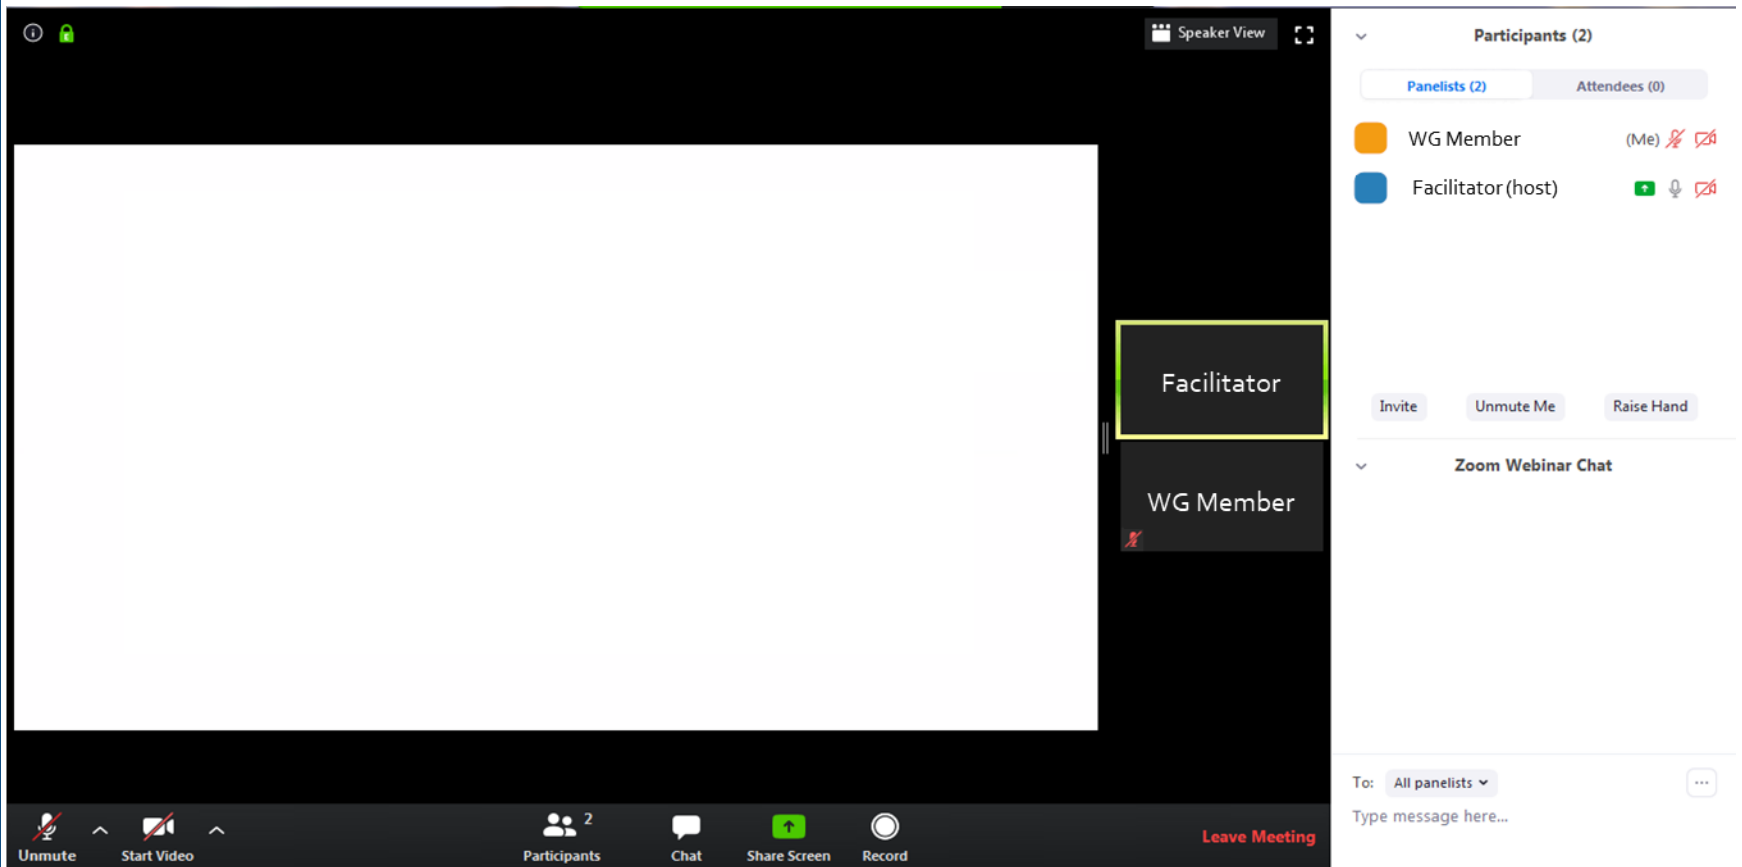 Speaker View
Facilitator
WG Member
Unmute
Start Video
Participants
2
Chat
Share Screen
Record
Leave Meeting
Participants (2)
Panelists (2)
Attendees (0)
WG Member (Me)
Facilitator (host)
Invite
Unmute Me
Raise Hand
Zoom Webinar Chat
To: All panelists
Type message here...